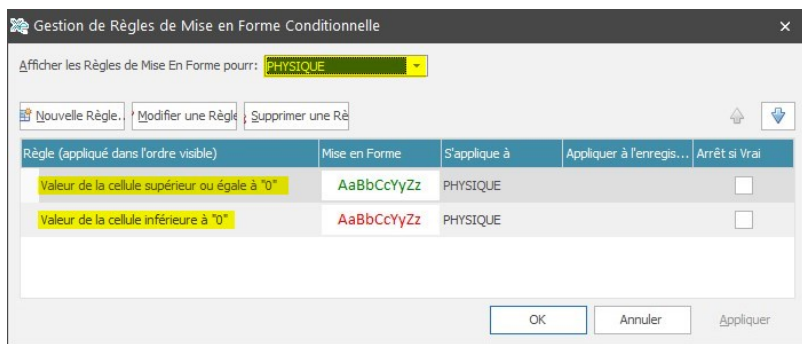 Gestion de Règles de Mise en Forme Conditionnelle
Afficher les Règles de Mise En Forme pourr: PHYSIQUE
Nouvelle Règle.. Modifier une Règle Supprimer une Rè
Règle (appliqué dans l'ordre visible) Mise en Forme S'applique à Appliquer à l'enregis... Arrêt si Vrai
Valeur de la cellule supérieur ou égale à "0" AaBbCcYyZz PHYSIQUE
Valeur de la cellule inférieure à "0" AaBbCcYyZz PHYSIQUE
OK Annuler Appliquer